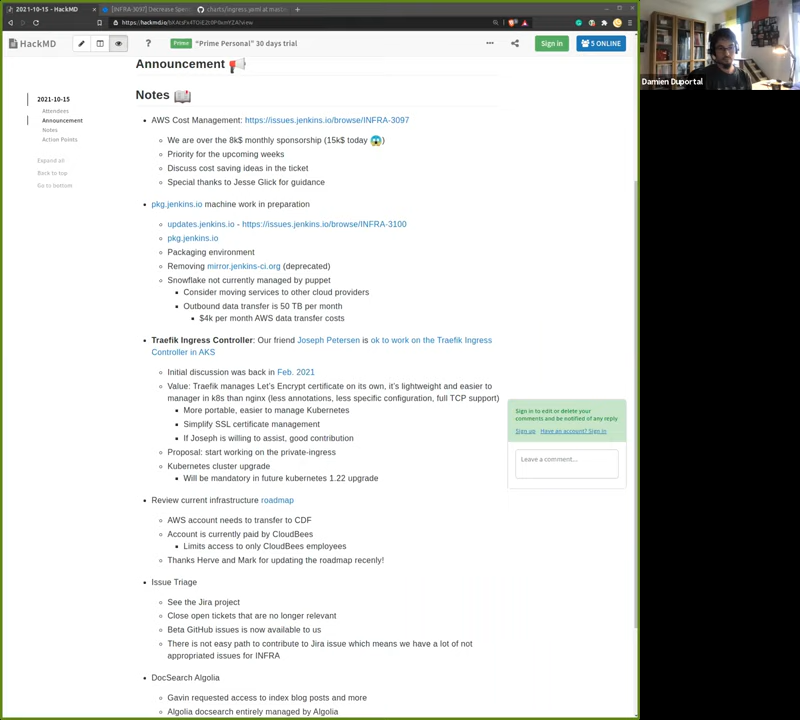 2021-10-15 - HackMD
[INFRA-3097] Decrease Spen
charts/ingress.yaml at mast
HackMD
?
Prime
"Prime Personal" 30 days trial
Sign in
5 ONLINE
Damien Duportal
2021-10-15
Attendees
Announcement
Notes
Action Points
Expand all
Back to top
Go to bottom
Announcement 📢
Notes 📖
• AWS Cost Management: https://issues.jenkins.io/browse/INFRA-3097
◦ We are over the 8k$ monthly sponsorship (15k$ today 😱)
◦ Priority for the upcoming weeks
◦ Discuss cost saving ideas in the ticket
◦ Special thanks to Jesse Glick for guidance
• pkg.jenkins.io machine work in preparation
◦ updates.jenkins.io - https://issues.jenkins.io/browse/INFRA-3100
◦ pkg.jenkins.io
◦ Packaging environment
◦ Removing mirror.jenkins-ci.org (deprecated)
◦ Snowflake not currently managed by puppet
▪ Consider moving services to other cloud providers
▪ Outbound data transfer is 50 TB per month
▪ $4k per month AWS data transfer costs
• Traefik Ingress Controller: Our friend Joseph Petersen is ok to work on the Traefik Ingress
Controller in AKS
◦ Initial discussion was back in Feb. 2021
◦ Value: Traefik manages Let's Encrypt certificate on its own, it's lightweight and easier to
manager in k8s than nginx (less annotations, less specific configuration, full TCP support)
▪ More portable, easier to manage Kubernetes
▪ Simplify SSL certificate management
▪ If Joseph is willing to assist, good contribution
◦ Proposal: start working on the private-ingress
◦ Kubernetes cluster upgrade
▪ Will be mandatory in future kubernetes 1.22 upgrade
• Review current infrastructure roadmap
◦ AWS account needs to transfer to CDF
◦ Account is currently paid by CloudBees
▪ Limits access to only CloudBees employees
◦ Thanks Herve and Mark for updating the roadmap recenly!
• Issue Triage
◦ See the Jira project
◦ Close open tickets that are no longer relevant
◦ Beta GitHub issues is now available to us
◦ There is not easy path to contribute to Jira issue which means we have a lot of not
appropriated issues for INFRA
• DocSearch Algolia
◦ Gavin requested access to index blog posts and more
◦ Algolia docsearch entirely managed by Algolia
Sign in to edit or delete your
comments and be notified of any reply
Sign up Have an account? Sign in
Leave a comment...